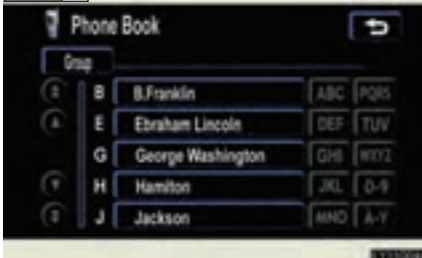 Phone Book
Group
B B.Franklin ABC PQRS
E Ebraham Lincoln DEF TUV
G George Washington GHI WXYZ
H Hamilton JKL 0-9
J Jackson MNO A-Y